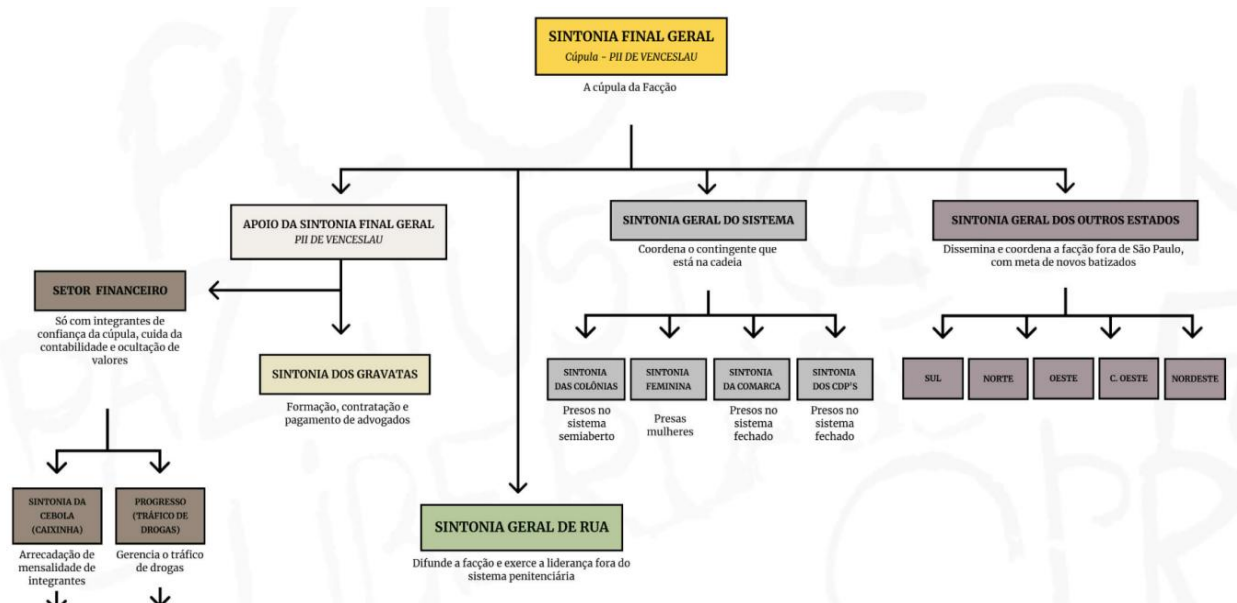 SINTONIA FINAL GERAL
Cúpula - PII DE VENCESLAU
A cúpula da Facção
APOIO DA SINTONIA FINAL GERAL
PII DE VENCESLAU
SINTONIA GERAL DO SISTEMA
Coordena o contingente que
está na cadeia
SINTONIA GERAL DOS OUTROS ESTADOS
Dissemina e coordena a facção fora de São Paulo,
com meta de novos batizados
SETOR FINANCEIRO
Só com integrantes de
confiança da cúpula, cuida da
contabilidade e ocultação de
valores
SINTONIA DOS GRAVATAS
Formação, contratação e
pagamento de advogados
SINTONIA
DAS COLÔNIAS
Presos no
sistema
semiaberto
SINTONIA
FEMININA
Presas
mulheres
SINTONIA
DA COMARCA
Presos no
sistema
fechado
SINTONIA
DOS CDP'S
Presos no
sistema
fechado
SUL
NORTE
OESTE
C. OESTE
NORDESTE
SINTONIA DA
CEBOLA
(CAIXINHA)
Arrecadação de
mensalidade de
integrantes
PROGRESSO
(TRÁFICO DE
DROGAS)
Gerencia o tráfico
de drogas
SINTONIA GERAL DE RUA
Difunde a facção e exerce a liderança fora do
sistema penitenciária